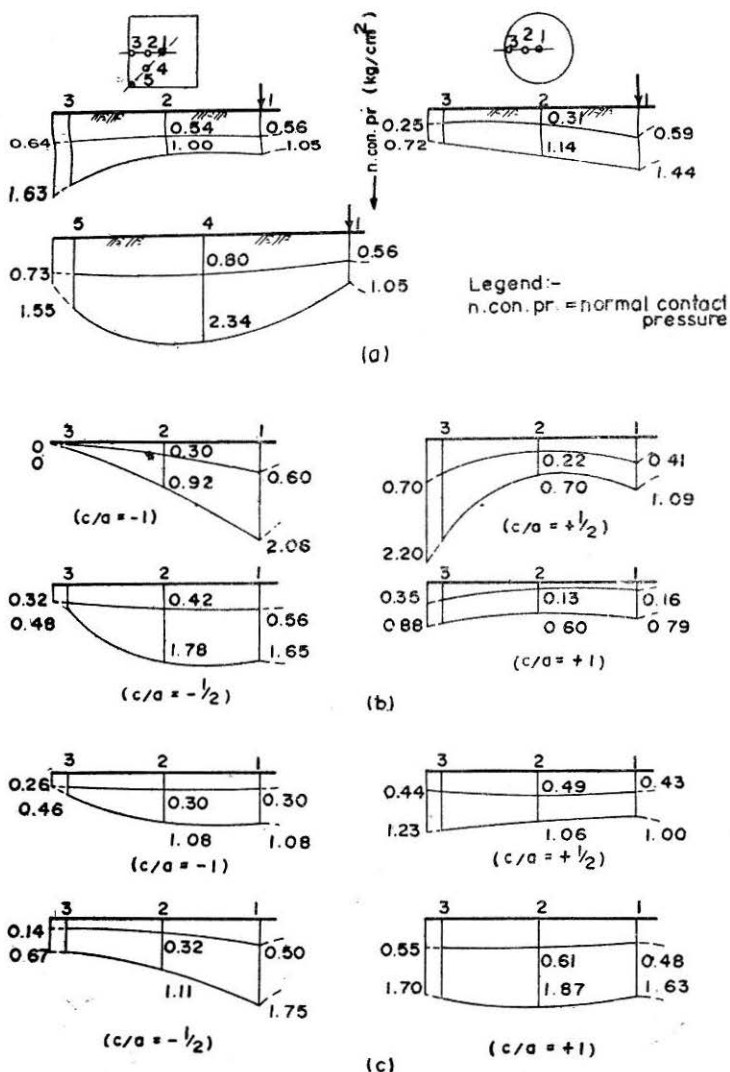 3 2 1
4
5
n.con.pr (kg/cm²)
3 2 1
3 2 1
0.64 0.54 0.56
1.00 1.05
1.63
2 1
0.25 0.31 0.59
0.72 1.14
1.44
5 4 1
0.73 0.80 0.56
1.55 1.05
2.34
Legend:-
n.con.pr. = normal contact
pressure
(a)
3 2 1
0 0.30
0 0.92 0.60
(c/a = -1)
2.06
3 2 1
0.70 0.22 0.41
0.70 1.09
(c/a = +1/2)
2.20
3 2 1
0.32 0.42 0.56
0.48
1.78 1.65
(c/a = -1/2)
3 2 1
0.35 0.13 0.16
0.88 0.60 0.79
(c/a = +1)
(b)
3 2 1
0.26 0.30 0.30
0.46
1.08 1.08
(c/a = -1)
3 2 1
0.44 0.49 0.43
1.23 1.06 1.00
(c/a = +1/2)
3 2 1
0.14 0.32 0.50
0.67
1.11 1.75
(c/a = -1/2)
3 2 1
0.55 0.61 0.48
1.70 1.87 1.63
(c/a = +1)
(c)